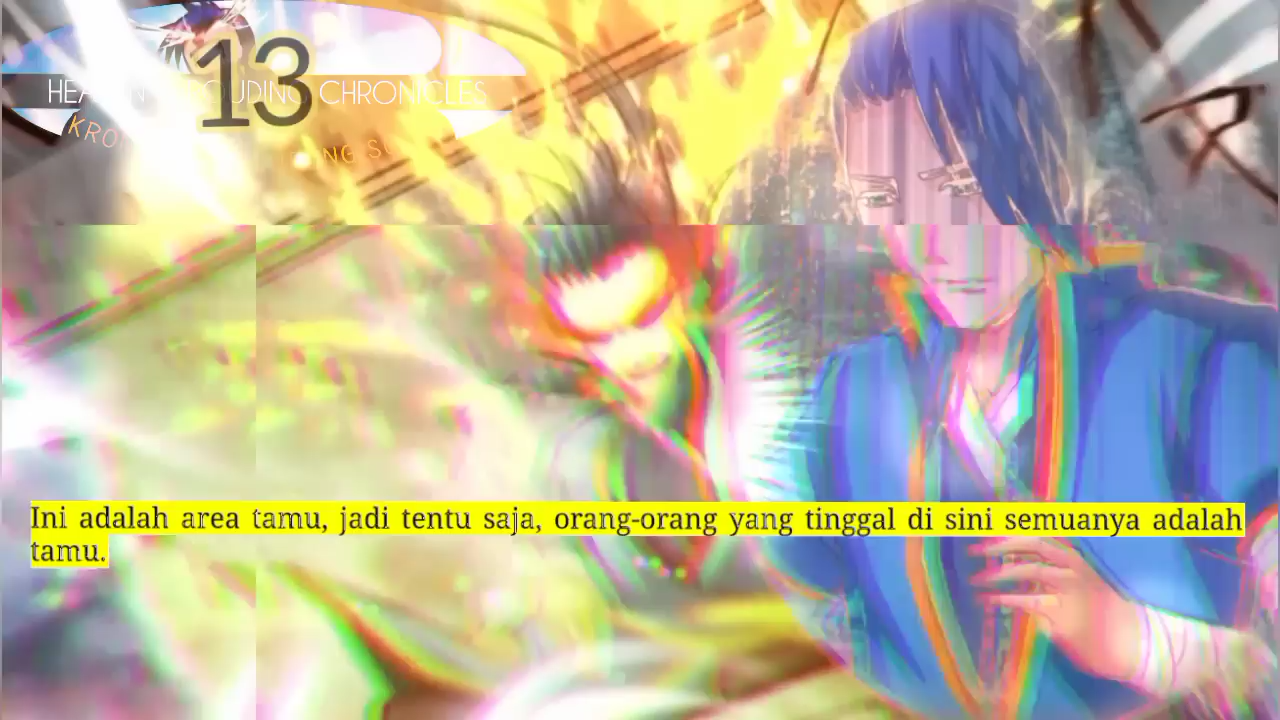 13
CHRONICLES
Ini adalah area tamu, jadi tentu saja, orang-orang yang tinggal di sini semuanya adalah
tamu.